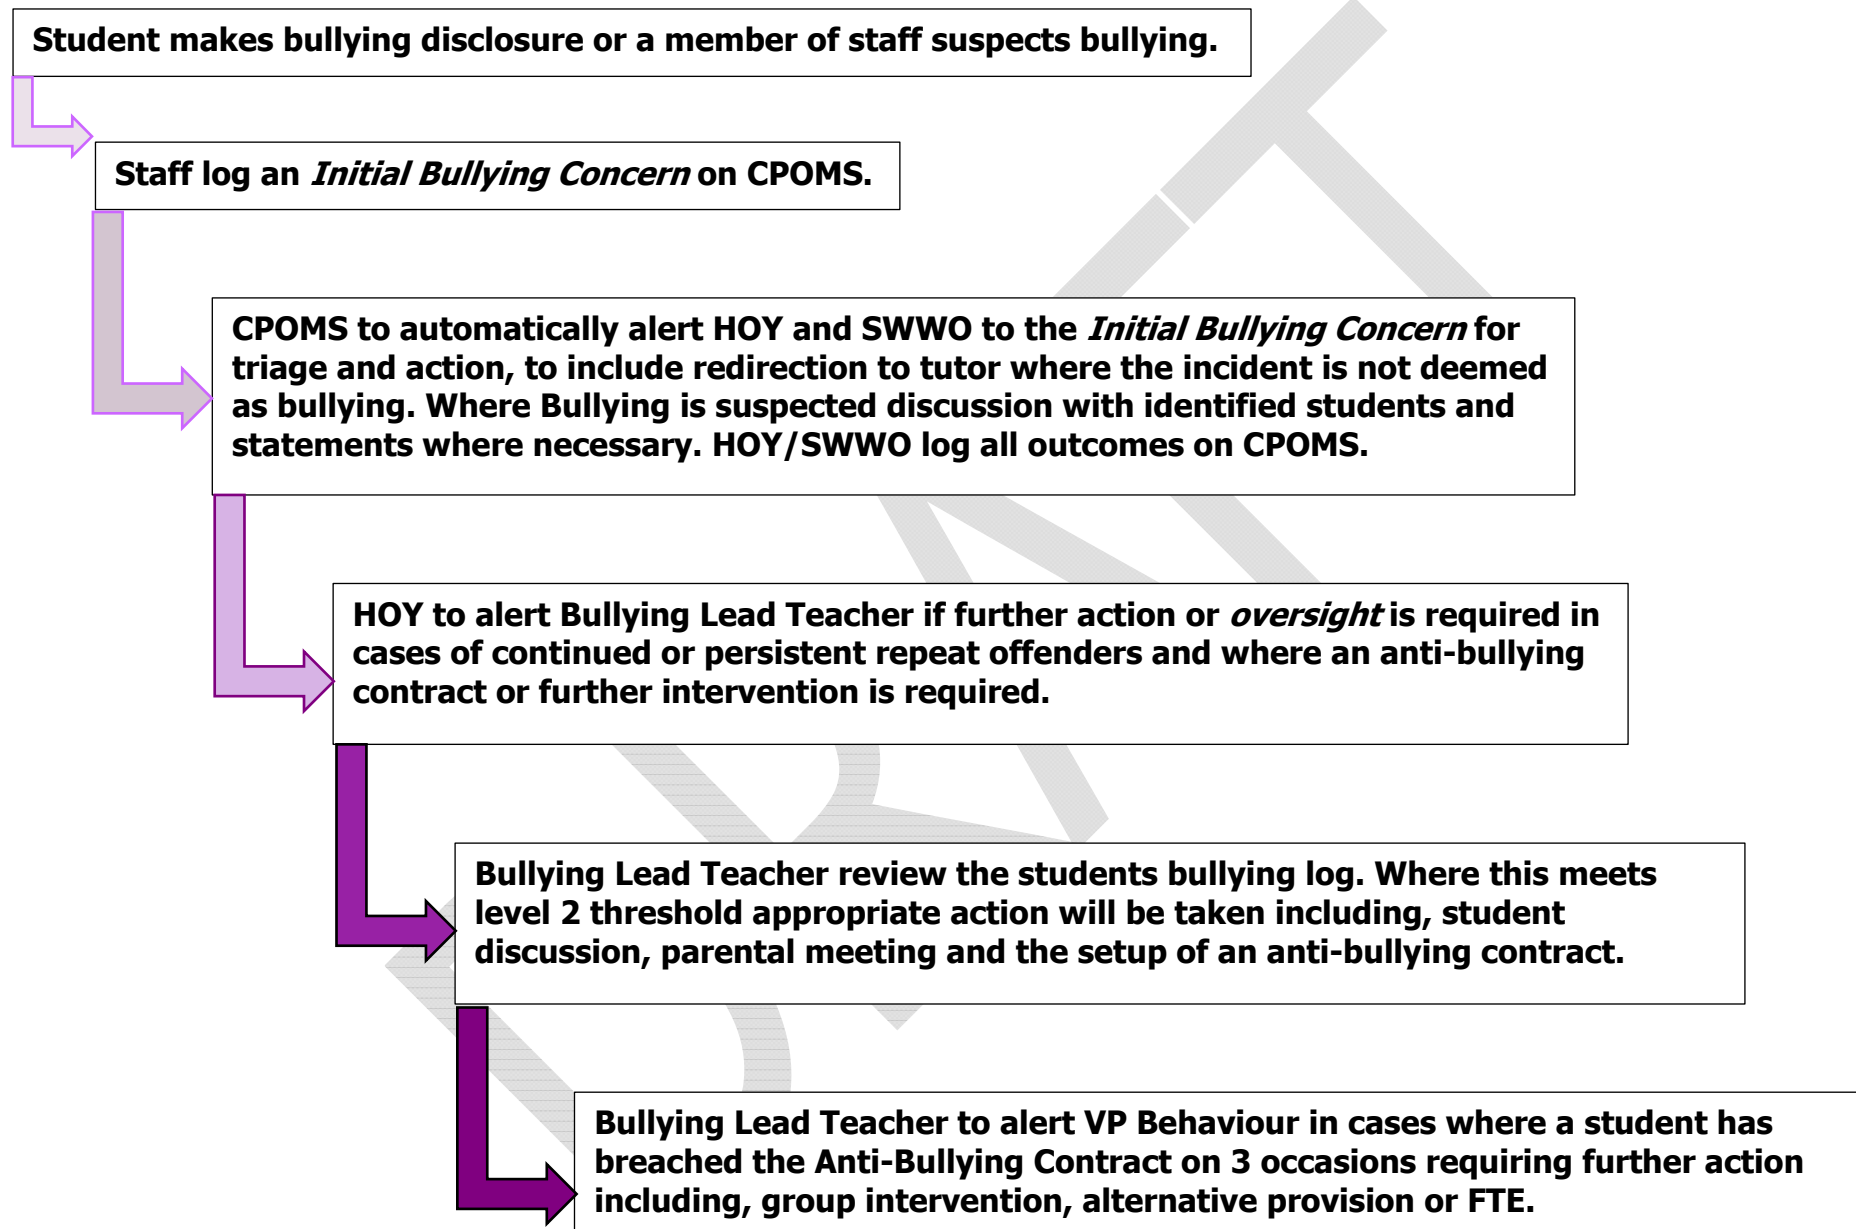 Student makes bullying disclosure or a member of staff suspects bullying.
Staff log an Initial Bullying Concern on CPOMS.
CPOMS to automatically alert HOY and SWWO to the Initial Bullying Concern for
triage and action, to include redirection to tutor where the incident is not deemed
as bullying. Where Bullying is suspected discussion with identified students and
statements where necessary. HOY/SWWO log all outcomes on CPOMS.
HOY to alert Bullying Lead Teacher if further action or oversight is required in
cases of continued or persistent repeat offenders and where an anti-bullying
contract or further intervention is required.
Bullying Lead Teacher review the students bullying log. Where this meets
level 2 threshold appropriate action will be taken including, student
discussion, parental meeting and the setup of an anti-bullying contract.
Bullying Lead Teacher to alert VP Behaviour in cases where a student has
breached the Anti-Bullying Contract on 3 occasions requiring further action
including, group intervention, alternative provision or FTE.
DRAFT